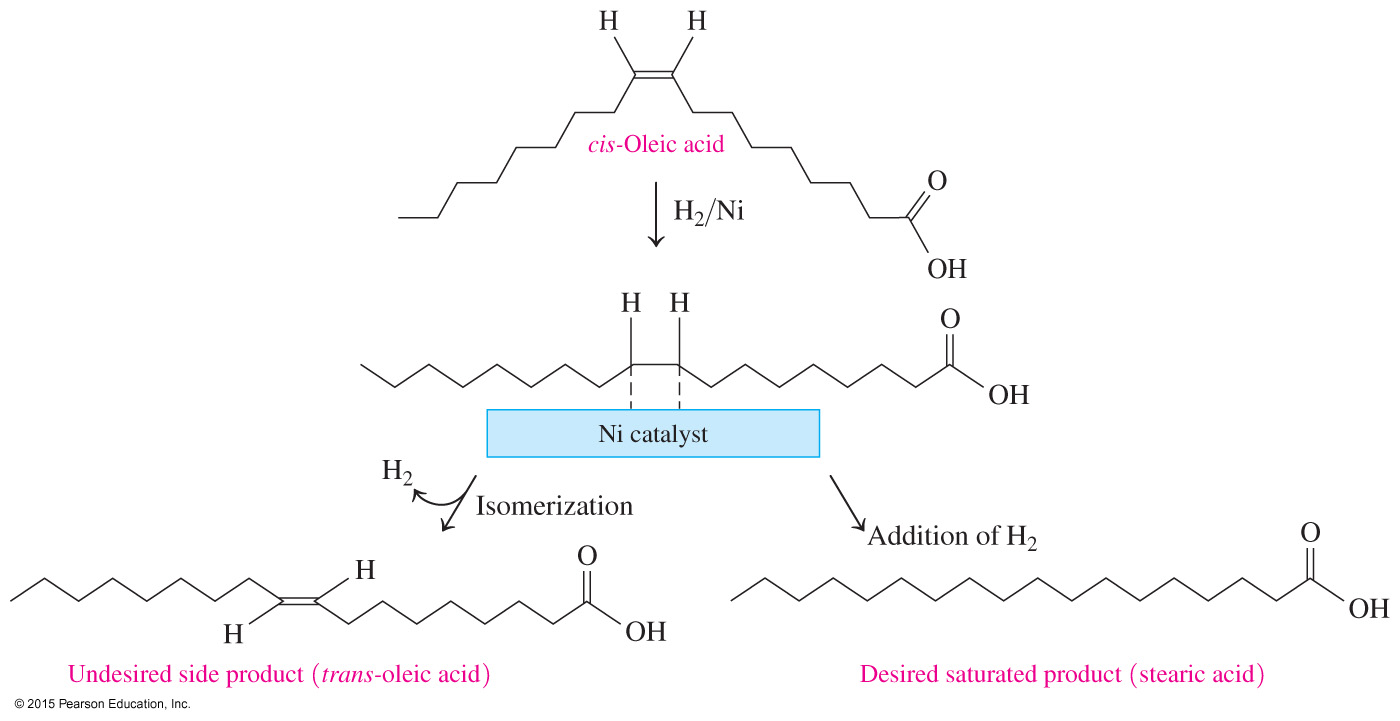 H H
cis-Oleic acid
O
H₂/Ni
OH
H H
O
OH
Ni catalyst
H₂
Isomerization
Addition of H₂
O
H
O
OH
H
OH
Undesired side product (trans-oleic acid)
Desired saturated product (stearic acid)
© 2015 Pearson Education, Inc.